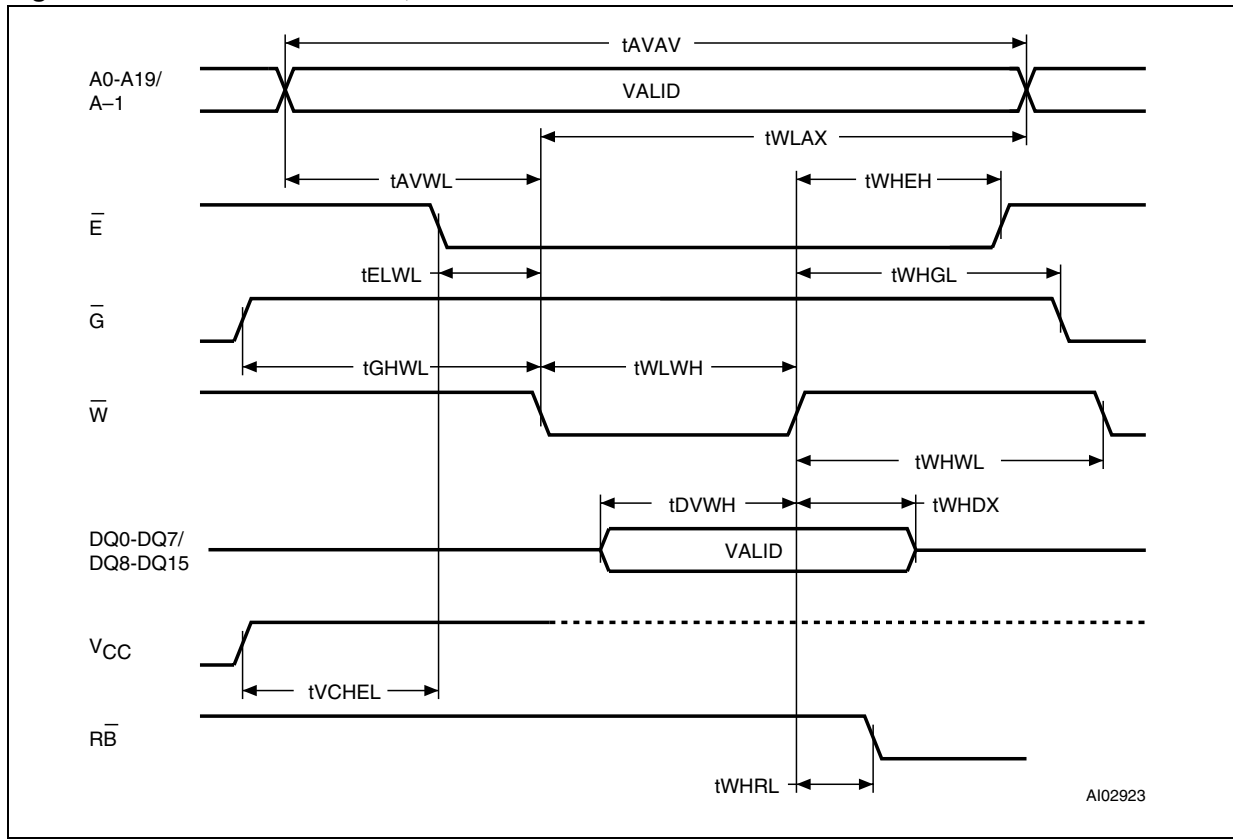 tAVAV
A0-A19/
A–1
VALID
tWLAX
tAVWL
tWHEH
E̅
tELWL
tWHGL
G̅
tGHWL
tWLWH
W̅
tWHWL
tDVWH
tWHDX
DQ0-DQ7/
DQ8-DQ15
VALID
VCC
tVCHEL
RB̅
tWHRL
AI02923